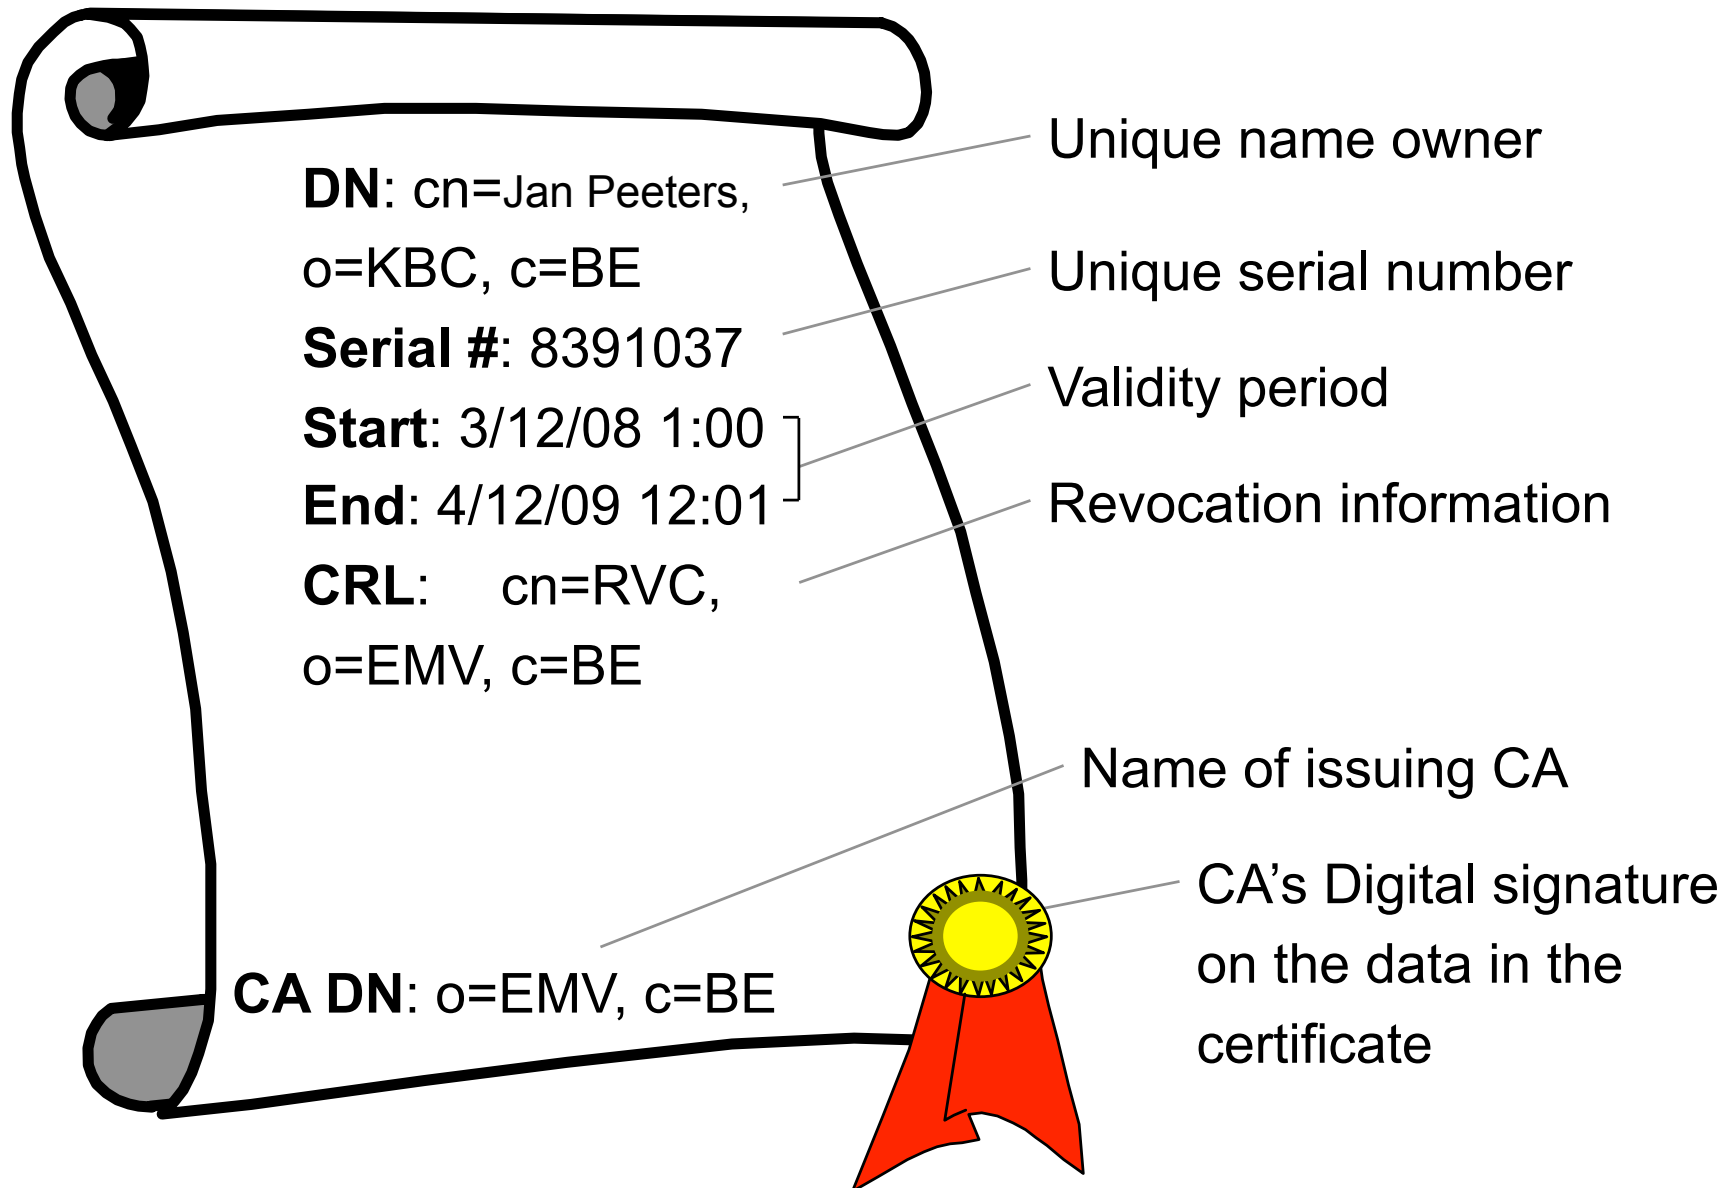 DN: cn=Jan Peeters,
o=KBC, c=BE
Serial #: 8391037
Start: 3/12/08 1:00
End: 4/12/09 12:01
CRL: cn=RVC,
o=EMV, c=BE
CA DN: o=EMV, c=BE
Unique name owner
Unique serial number
Validity period
Revocation information
Name of issuing CA
CA’s Digital signature
on the data in the
certificate